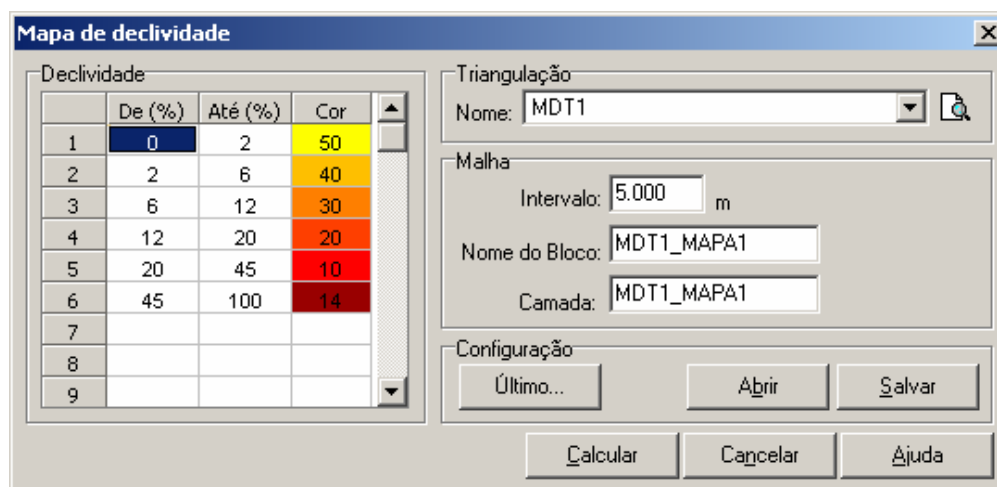 Mapa de declividade
Declividade
De (%) Até (%) Cor
1 0 2 50
2 2 6 40
3 6 12 30
4 12 20 20
5 20 45 10
6 45 100 14
7
8
9
Triangulação
Nome: MDT1
Malha
Intervalo: 5.000 m
Nome do Bloco: MDT1_MAPA1
Camada: MDT1_MAPA1
Configuração
Último... Abrir Salvar
Calcular Cancelar Ajuda